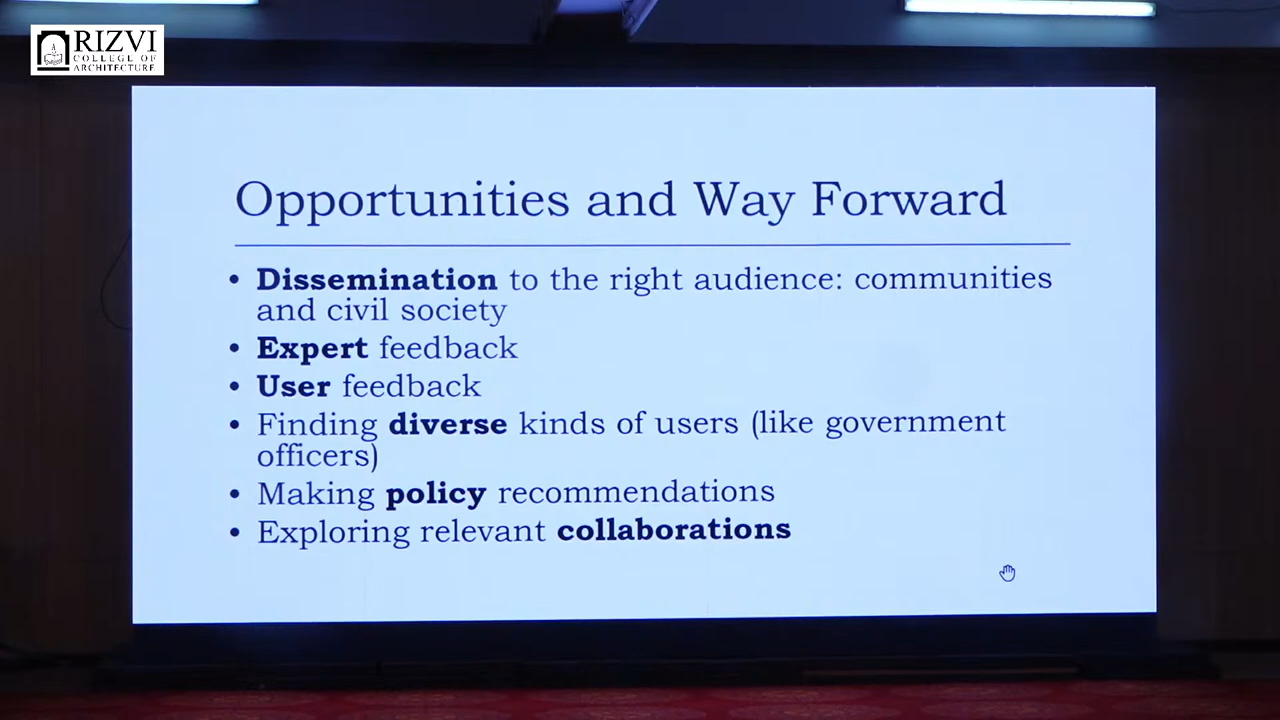 RIZVI
COLLEGE OF
ARCHITECTURE
Opportunities and Way Forward
• Dissemination to the right audience: communities
and civil society
• Expert feedback
• User feedback
• Finding diverse kinds of users (like government
officers)
• Making policy recommendations
• Exploring relevant collaborations